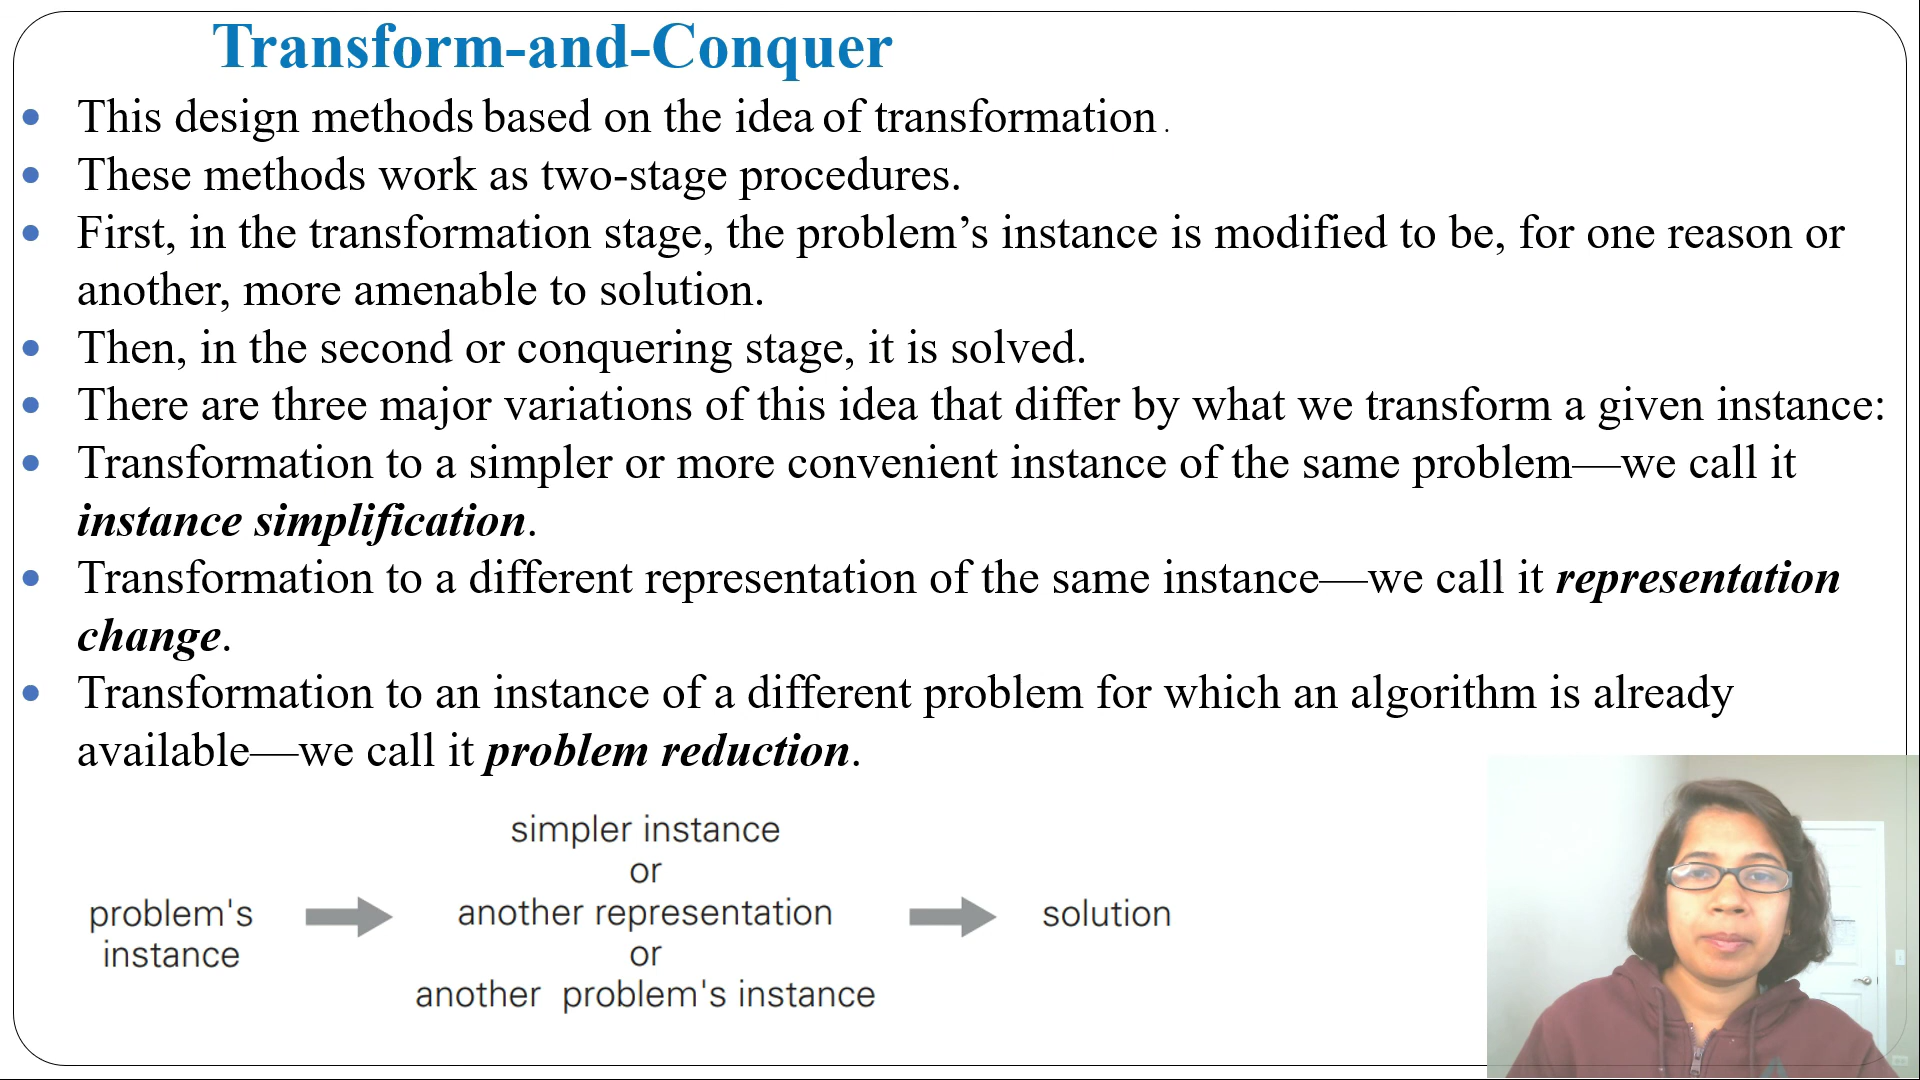 Transform-and-Conquer
This design methods based on the idea of transformation .
These methods work as two-stage procedures.
First, in the transformation stage, the problem’s instance is modified to be, for one reason or
another, more amenable to solution.
Then, in the second or conquering stage, it is solved.
There are three major variations of this idea that differ by what we transform a given instance:
Transformation to a simpler or more convenient instance of the same problem—we call it
instance simplification.
Transformation to a different representation of the same instance—we call it representation
change.
Transformation to an instance of a different problem for which an algorithm is already
available—we call it problem reduction.
simpler instance
or
problem's
instance
another representation
or
another problem's instance
solution